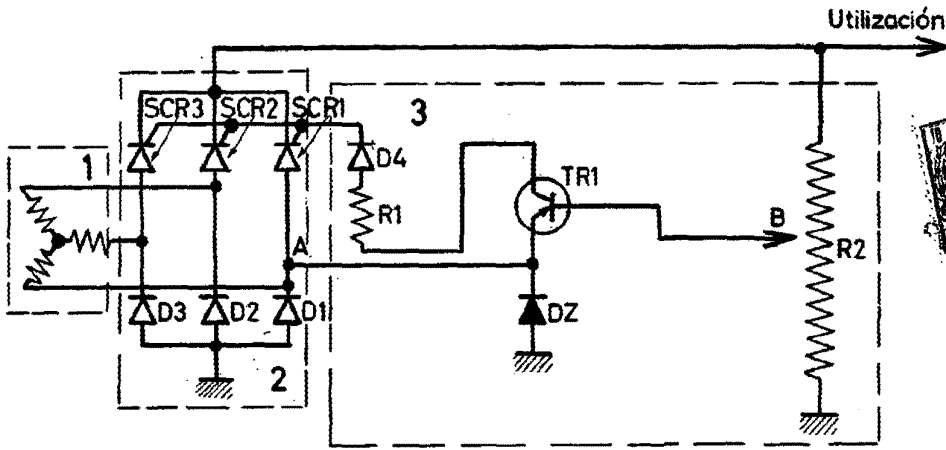 Utilización
SCR3 SCR2 SCR1
3
1
D4
TR1
R1
B
A
R2
D3 D2 D1
DZ
2